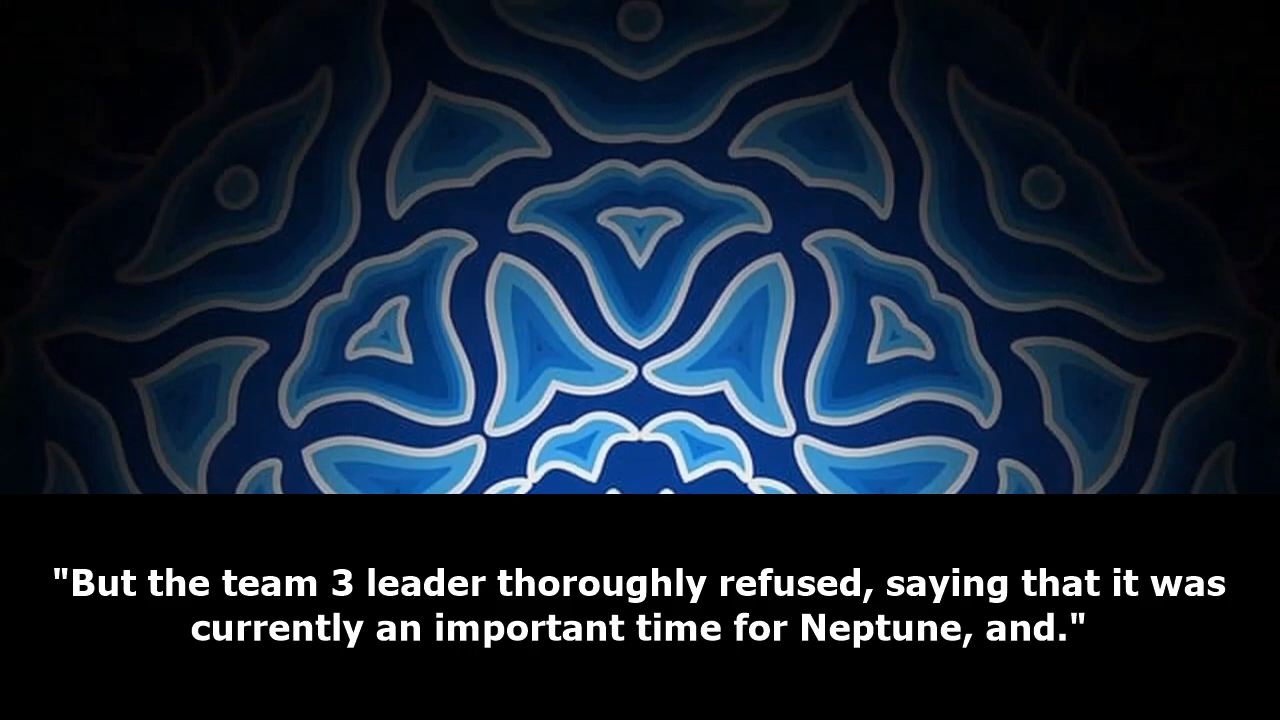 "But the team 3 leader thoroughly refused, saying that it was
currently an important time for Neptune, and."